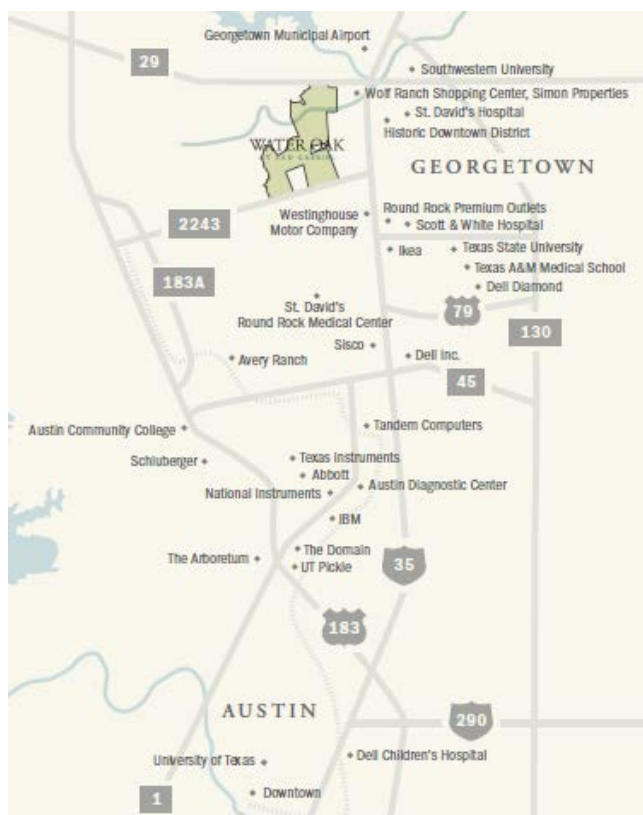 Georgetown Municipal Airport
29
Southwestern University
Wolf Ranch Shopping Center, Simon Properties
St. David's Hospital
Historic Downtown District
WATER OAK
GEORGETOWN
Round Rock Premium Outlets
Westinghouse
Motor Company
Scott & White Hospital
2243
Ikea
Texas State University
Texas A&M Medical School
183A
Dell Diamond
St. David's
Round Rock Medical Center
79
130
Sisco
Dell Inc.
Avery Ranch
45
Austin Community College
Tandem Computers
Schluberger
Texas Instruments
Abbott
National Instruments
Austin Diagnostic Center
IBM
The Domain
The Arboretum
UT Pickle
35
183
AUSTIN
290
University of Texas
Dell Children's Hospital
Downtown
1